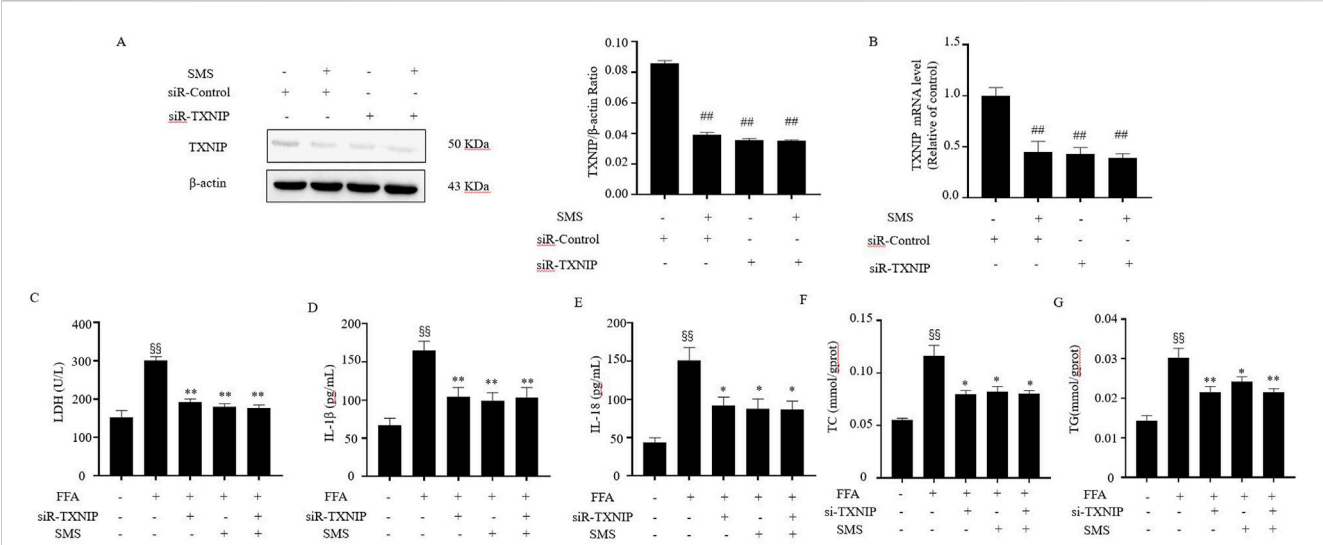 A
SMS - + - +
siR-Control + + - -
siR-TXNIP - - + +
TXNIP 50 KDa
β-actin 43 KDa
TXNIP/β-actin Ratio
0.10
0.08
0.06
0.04
0.02
0.00
## ## ##
SMS - + - +
siR-Control + + - -
siR-TXNIP - - + +
B
TXNIP mRNA level
(Relative of control)
1.5
1.0
0.5
0.0
## ## ##
SMS - + - +
siR-Control + + - -
siR-TXNIP - - + +
C
LDH (U/L)
400
300
200
100
0
§§ ** ** **
FFA - + + + +
siR-TXNIP - - + - +
SMS - - - + +
D
IL-1β (pg/mL)
200
150
100
50
0
§§ ** ** **
FFA - + + + +
siR-TXNIP - - + - +
SMS - - - + +
E
IL-18 (pg/mL)
200
150
100
50
0
§§ * * *
FFA - + + + +
siR-TXNIP - - + - +
SMS - - - + +
F
TC (mmol/gprot)
0.15
0.10
0.05
0.00
§§ * * *
FFA - + + + +
si-TXNIP - - + - +
SMS - - - + +
G
TG(mmol/gprot)
0.04
0.03
0.02
0.01
0.00
§§ ** * **
FFA - + + + +
si-TXNIP - - + - +
SMS - - - + +